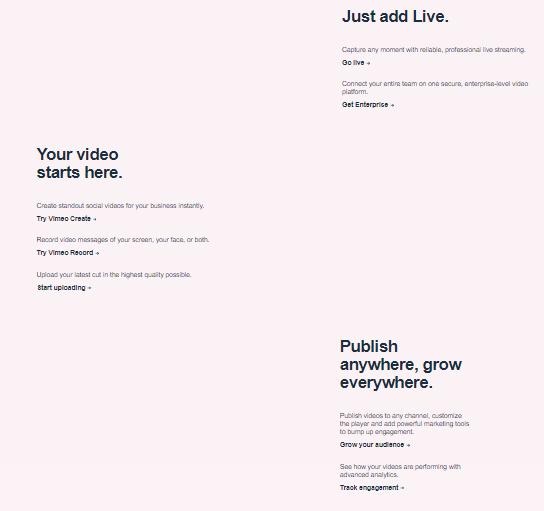 Just add Live.
Capture any moment with reliable, professional live streaming.
Go live →
Connect your entire team on one secure, enterprise-level video
platform.
Get Enterprise →
Your video
starts here.
Create standout social videos for your business instantly.
Try Vimeo Create →
Record video messages of your screen, your face, or both.
Try Vimeo Record →
Upload your latest cut in the highest quality possible.
Start uploading →
Publish
anywhere, grow
everywhere.
Publish videos to any channel, customize
the player and add powerful marketing tools
to bump up engagement.
Grow your audience →
See how your videos are performing with
advanced analytics.
Track engagement →